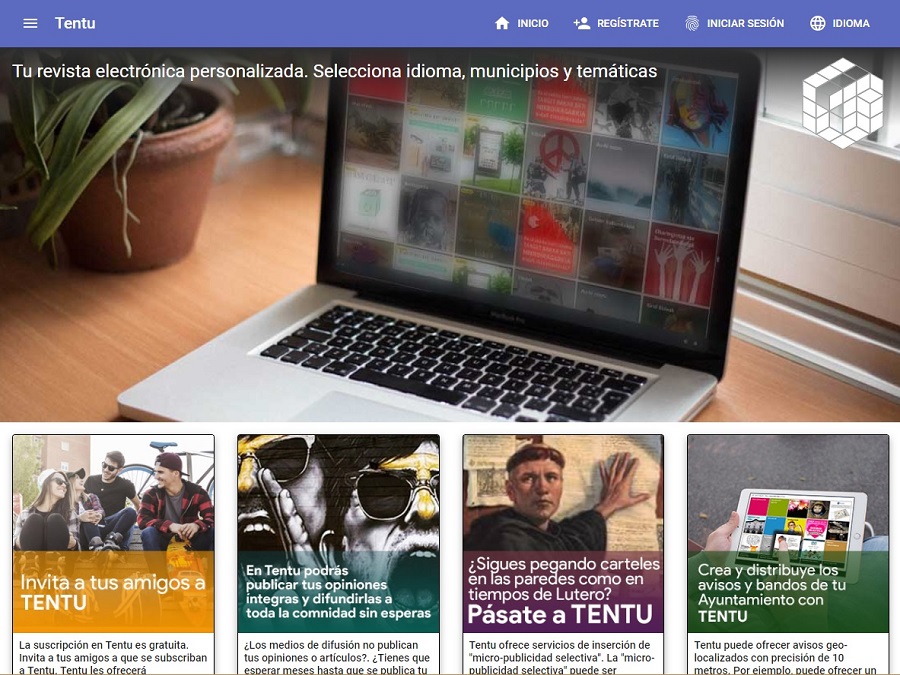 Tentu
INICIO
REGÍSTRATE
INICIAR SESIÓN
IDIOMA
Tu revista electrónica personalizada. Selecciona idioma, municipios y temáticas
Invita a tus amigos a
TENTU
La suscripción en Tentu es gratuita.
Invita a tus amigos a que se suscriban
a Tentu. Tentu les ofrecerá
En Tentu podrás
publicar tus opiniones
íntegras y difundirlas a
toda la comnidad sin esperas
¿Los medios de difusión no publican
tus opiniones o artículos?. ¿Tienes que
esperar meses hasta que se publica tu
¿Sigues pegando carteles
en las paredes como en
tiempos de Lutero?
Pásate a TENTU
Tentu ofrece servicios de inserción de
"micro-publicidad selectiva". La "micro-
publicidad selectiva" puede ser
Crea y distribuye los
avisos y bandos de tu
Ayuntamiento con
TENTU
Tentu puede ofrecer avisos geo-
localizados con precisión de 10
metros. Por ejemplo, puede ofrecer un